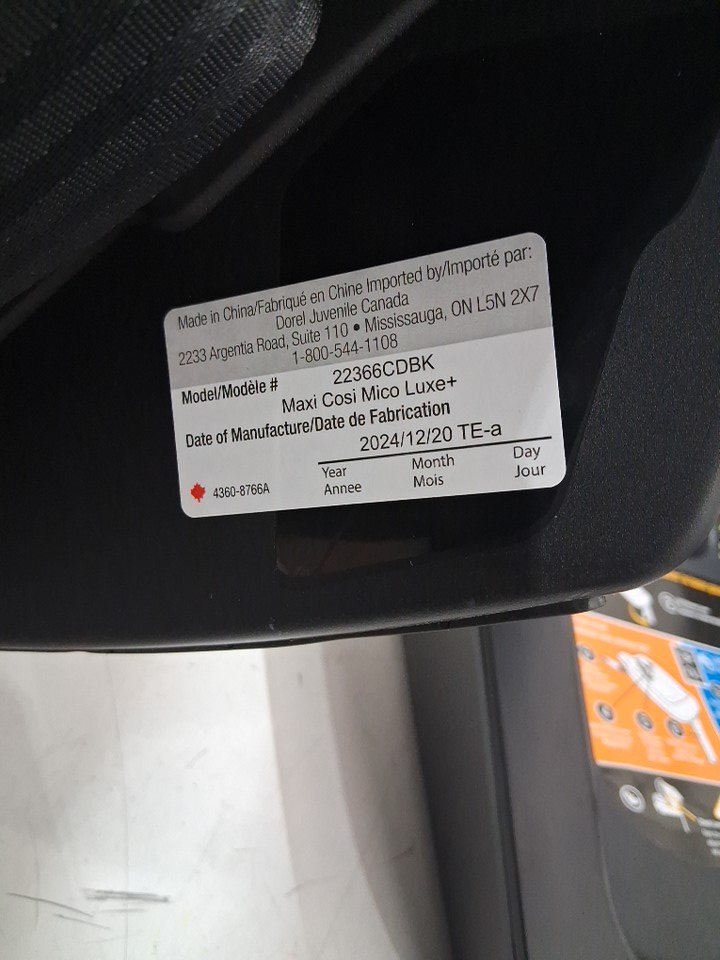 Made in China/Fabriqué en Chine Imported by/Importé par:
Dorel Juvenile Canada
2233 Argentia Road, Suite 110 • Mississauga, ON L5N 2X7
1-800-544-1108
Model/Modèle # 22366CDBK
Maxi Cosi Mico Luxe+
Date of Manufacture/Date de Fabrication
2024/12/20 TE-a
Year Month Day
Annee Mois Jour
4360-8766A